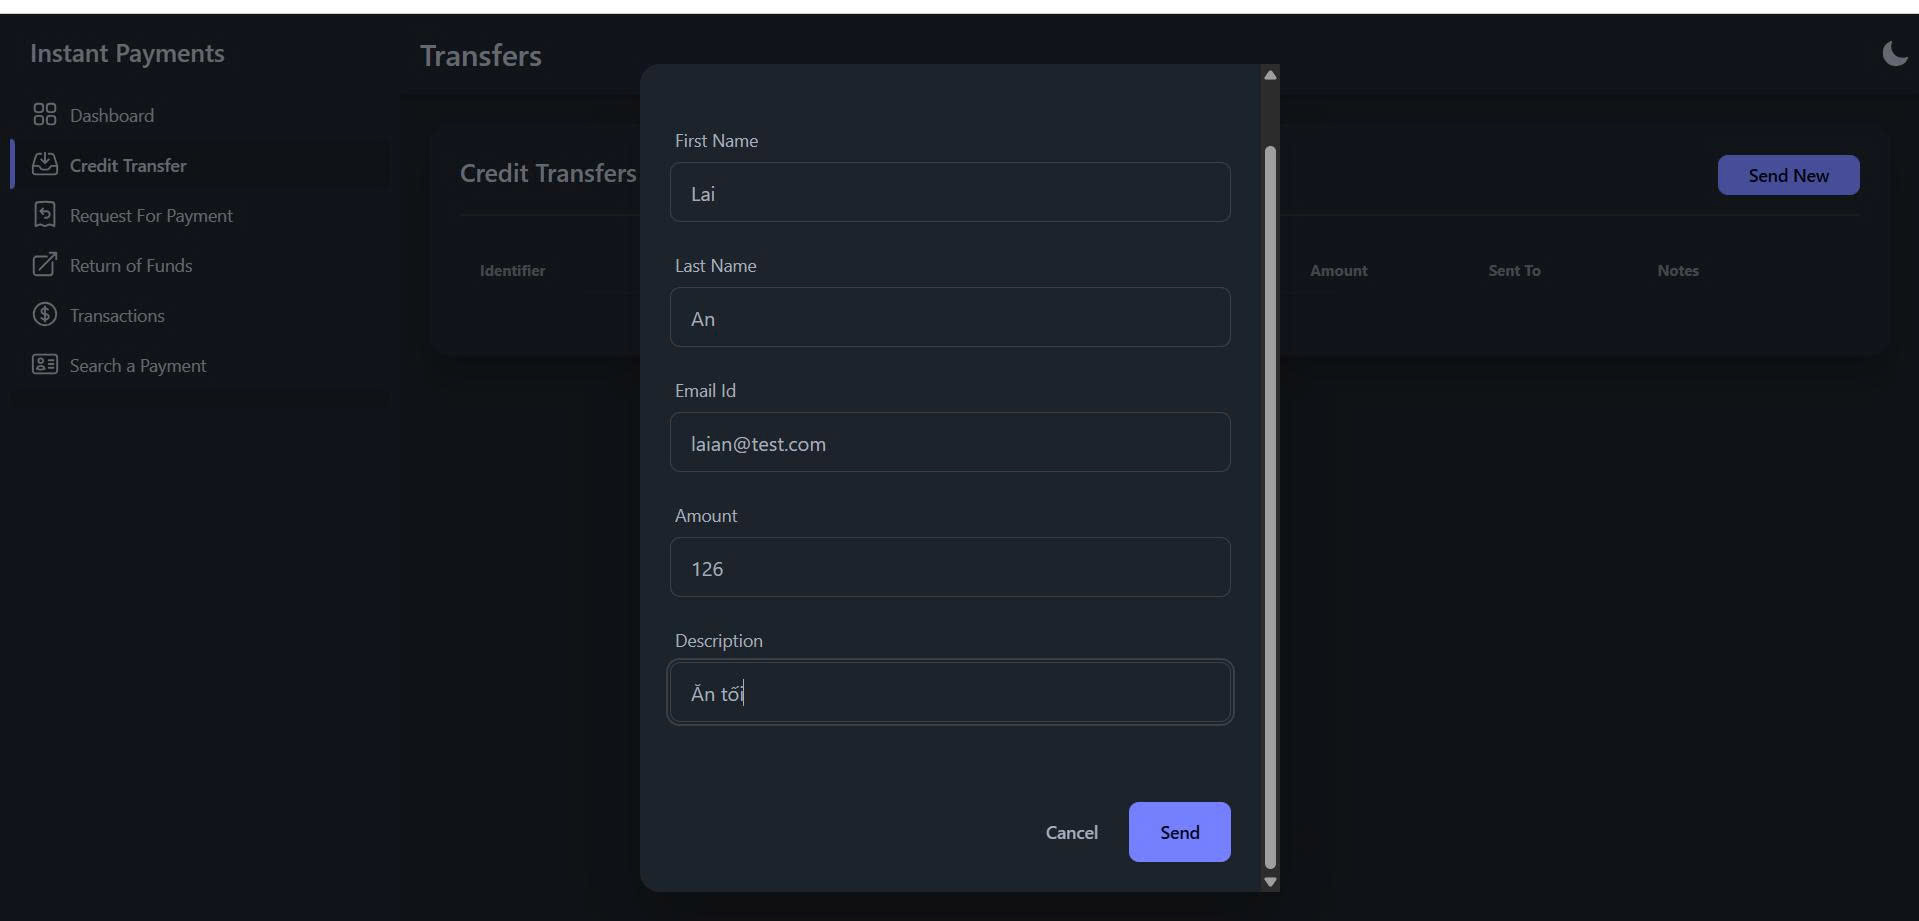 Instant Payments
Dashboard
Credit Transfer
Request For Payment
Return of Funds
Transactions
Search a Payment
Transfers
Credit Transfers
Send New
Identifier
Amount
Sent To
Notes
First Name
Lai
Last Name
An
Email Id
laian@test.com
Amount
126
Description
Ăn tối
Cancel
Send